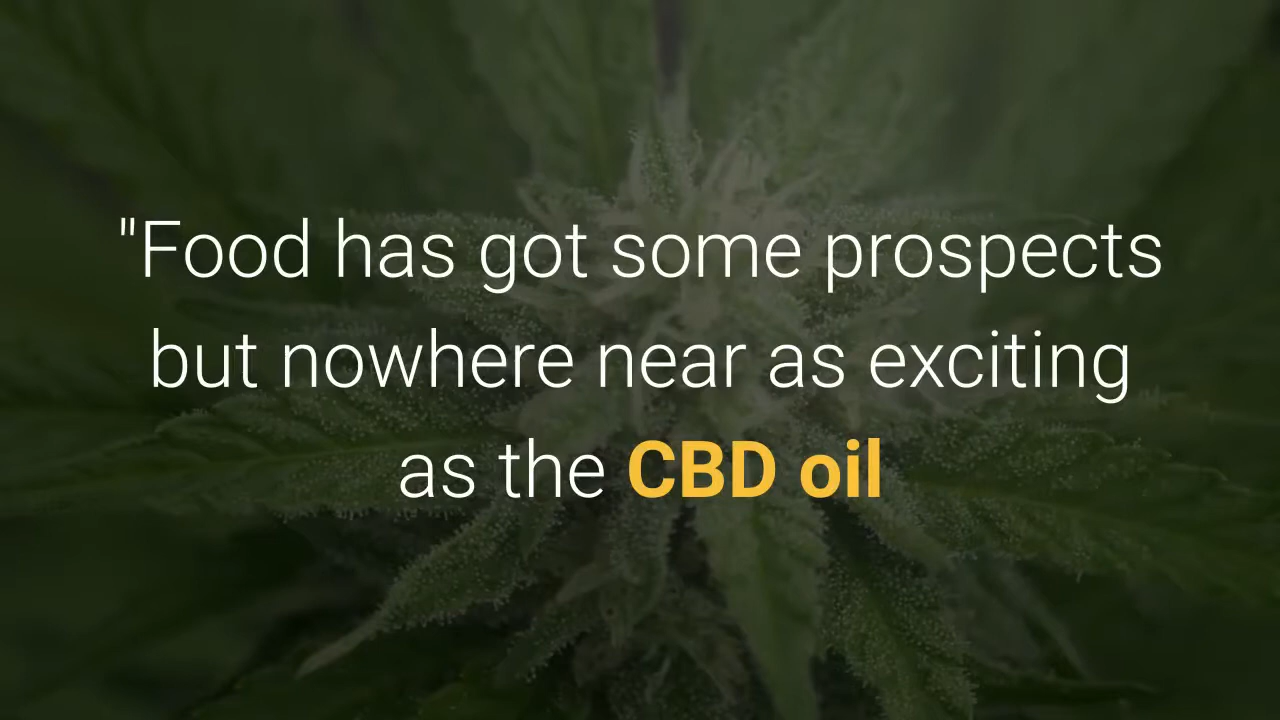 "Food has got some prospects
but nowhere near as exciting
as the CBD oil